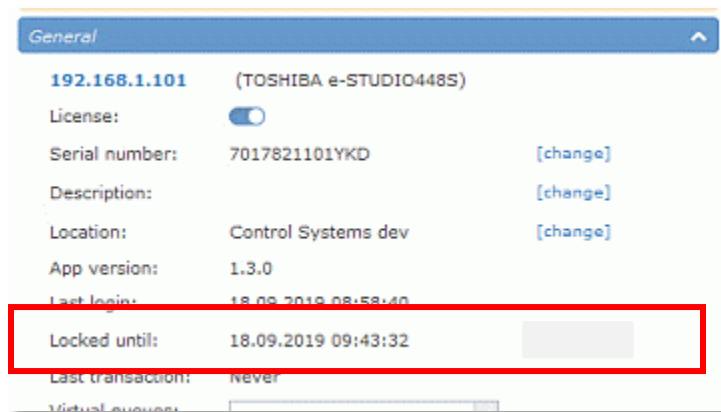 General
192.168.1.101 (TOSHIBA e-STUDIO448S)
License:
Serial number: 7017821101YKD [change]
Description: [change]
Location: Control Systems dev [change]
App version: 1.3.0
Last login: 18.09.2019 08:58:40
Locked until: 18.09.2019 09:43:32
Last transaction: Never
Virtual queues: